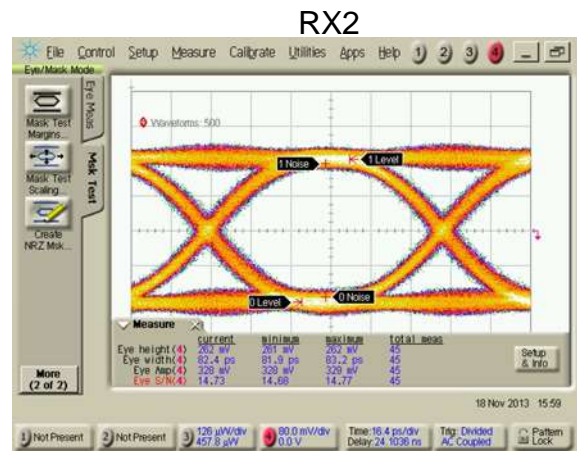 RX2
File Control Setup Measure Calibrate Utilities Apps Help 1 2 3 4
Eye/Mask Mode
Eye Meas
Msk Test
Mask Test
Margins...
Mask Test
Scaling...
Create
NRZ Msk...
More
(2 of 2)
4 Waveforms: 500
1 Noise
1 Level
0 Level
0 Noise
Measure
current minimum maximum total meas
Eye height(4) 262 mV 261 mV 262 mV 45
Eye width(4) 82.4 ps 81.9 ps 83.2 ps 45
Eye Amp(4) 328 mV 328 mV 329 mV 45
Eye S/N(4) 14.73 14.68 14.77 45
Setup
& Info
18 Nov 2013 15:59
1 Not Present
2 Not Present
3 126 µW/div
457.8 µW
4 80.0 mV/div
0.0 V
Time:16.4 ps/div
Delay:24.1036 ns
Trig: Divided
AC Coupled
Pattern
Lock